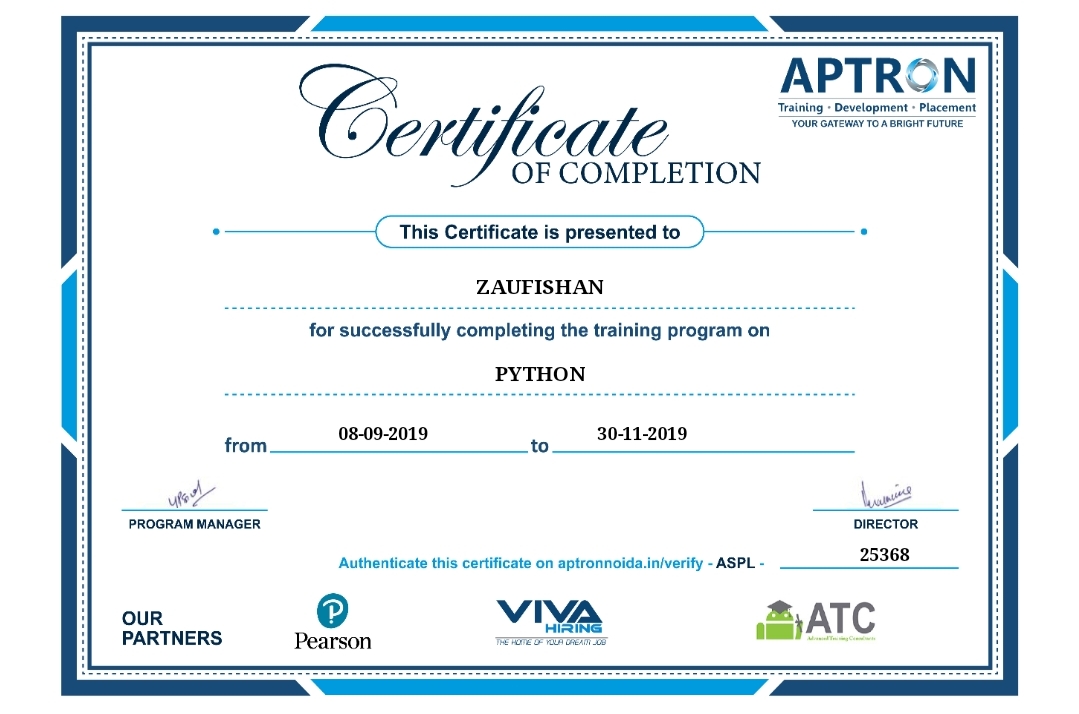 APTRON
Training • Development • Placement
YOUR GATEWAY TO A BRIGHT FUTURE
Certificate
OF COMPLETION
This Certificate is presented to
ZAUFISHAN
for successfully completing the training program on
PYTHON
from 08-09-2019 to 30-11-2019
PROGRAM MANAGER
DIRECTOR
Authenticate this certificate on aptronnoida.in/verify - ASPL - 25368
OUR
PARTNERS
Pearson
VIVA
HIRING
THE HOME OF YOUR DREAM JOB
ATC
Advanced Training Consultants